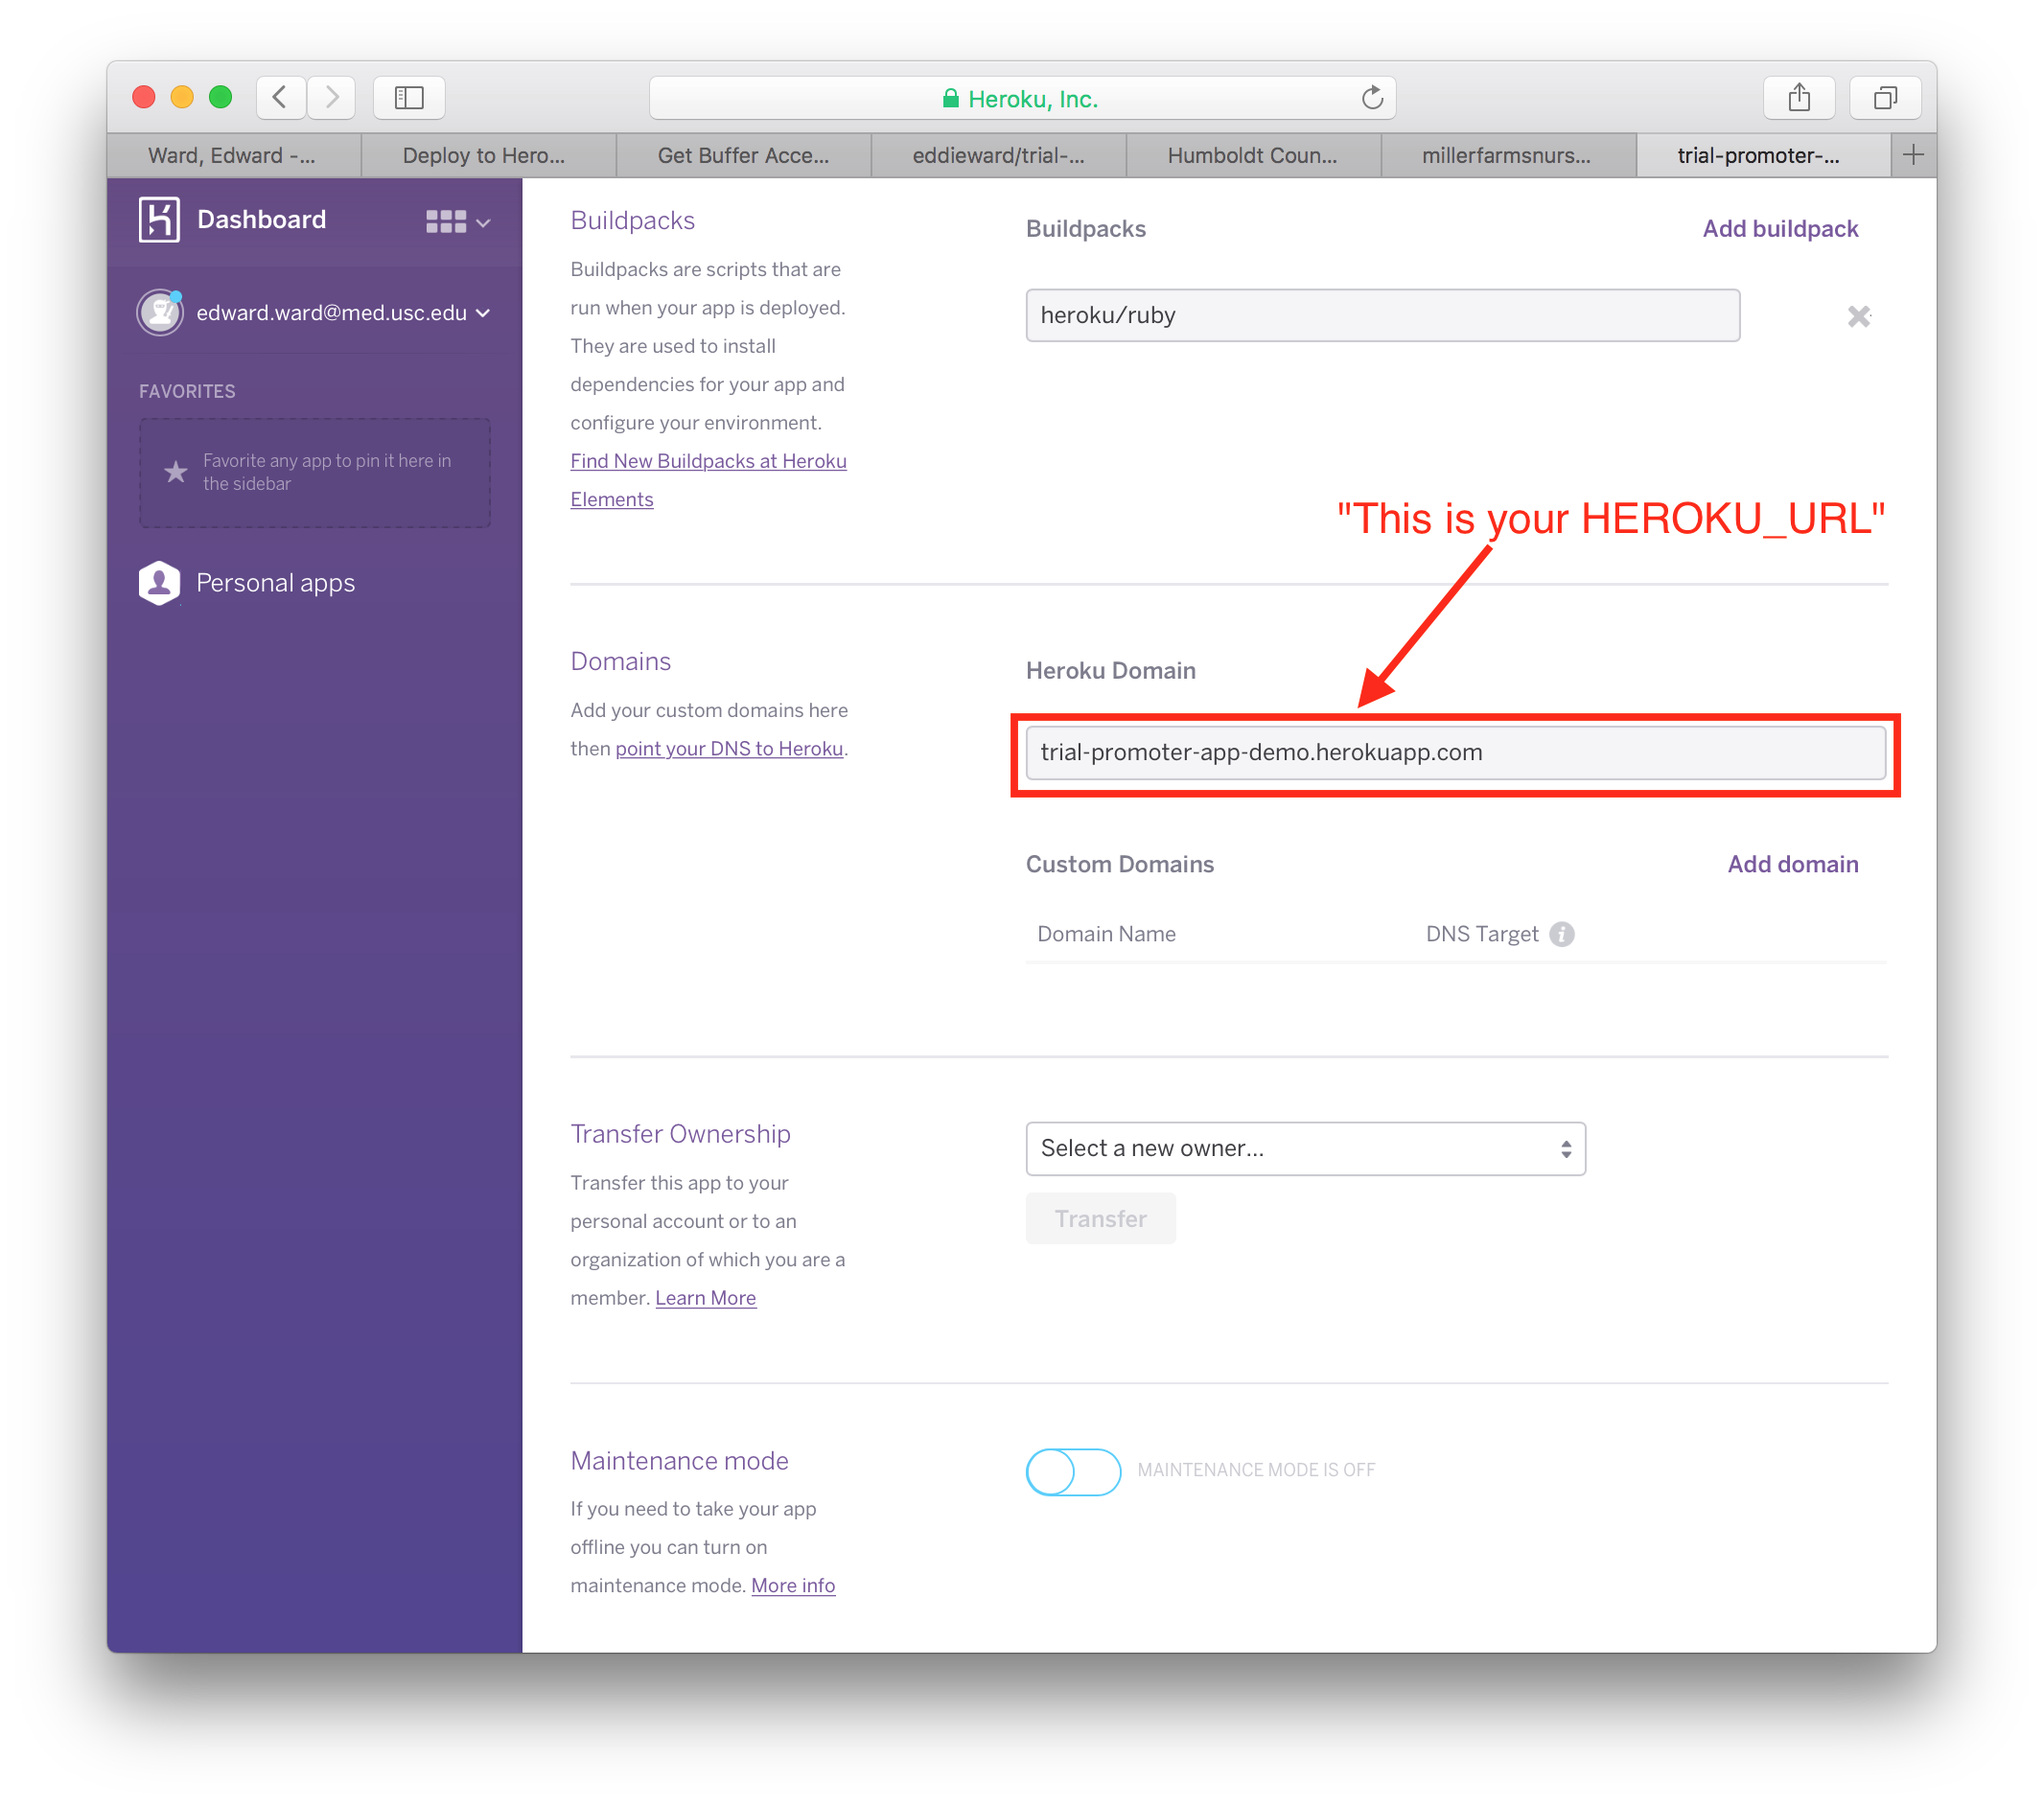 Heroku, Inc.
Ward, Edward -...
Deploy to Hero...
Get Buffer Acce...
eddieward/trial-...
Humboldt Coun...
millerfarmsnurs...
trial-promoter-...
Dashboard
edward.ward@med.usc.edu
FAVORITES
Favorite any app to pin it here in
the sidebar
Personal apps
Buildpacks
Buildpacks are scripts that are
run when your app is deployed.
They are used to install
dependencies for your app and
configure your environment.
Find New Buildpacks at Heroku
Elements
Buildpacks
Add buildpack
heroku/ruby
"This is your HEROKU_URL"
Domains
Add your custom domains here
then point your DNS to Heroku.
Heroku Domain
trial-promoter-app-demo.herokuapp.com
Custom Domains
Add domain
Domain Name
DNS Target
Transfer Ownership
Transfer this app to your
personal account or to an
organization of which you are a
member. Learn More
Select a new owner...
Transfer
Maintenance mode
If you need to take your app
offline you can turn on
maintenance mode. More info
MAINTENANCE MODE IS OFF